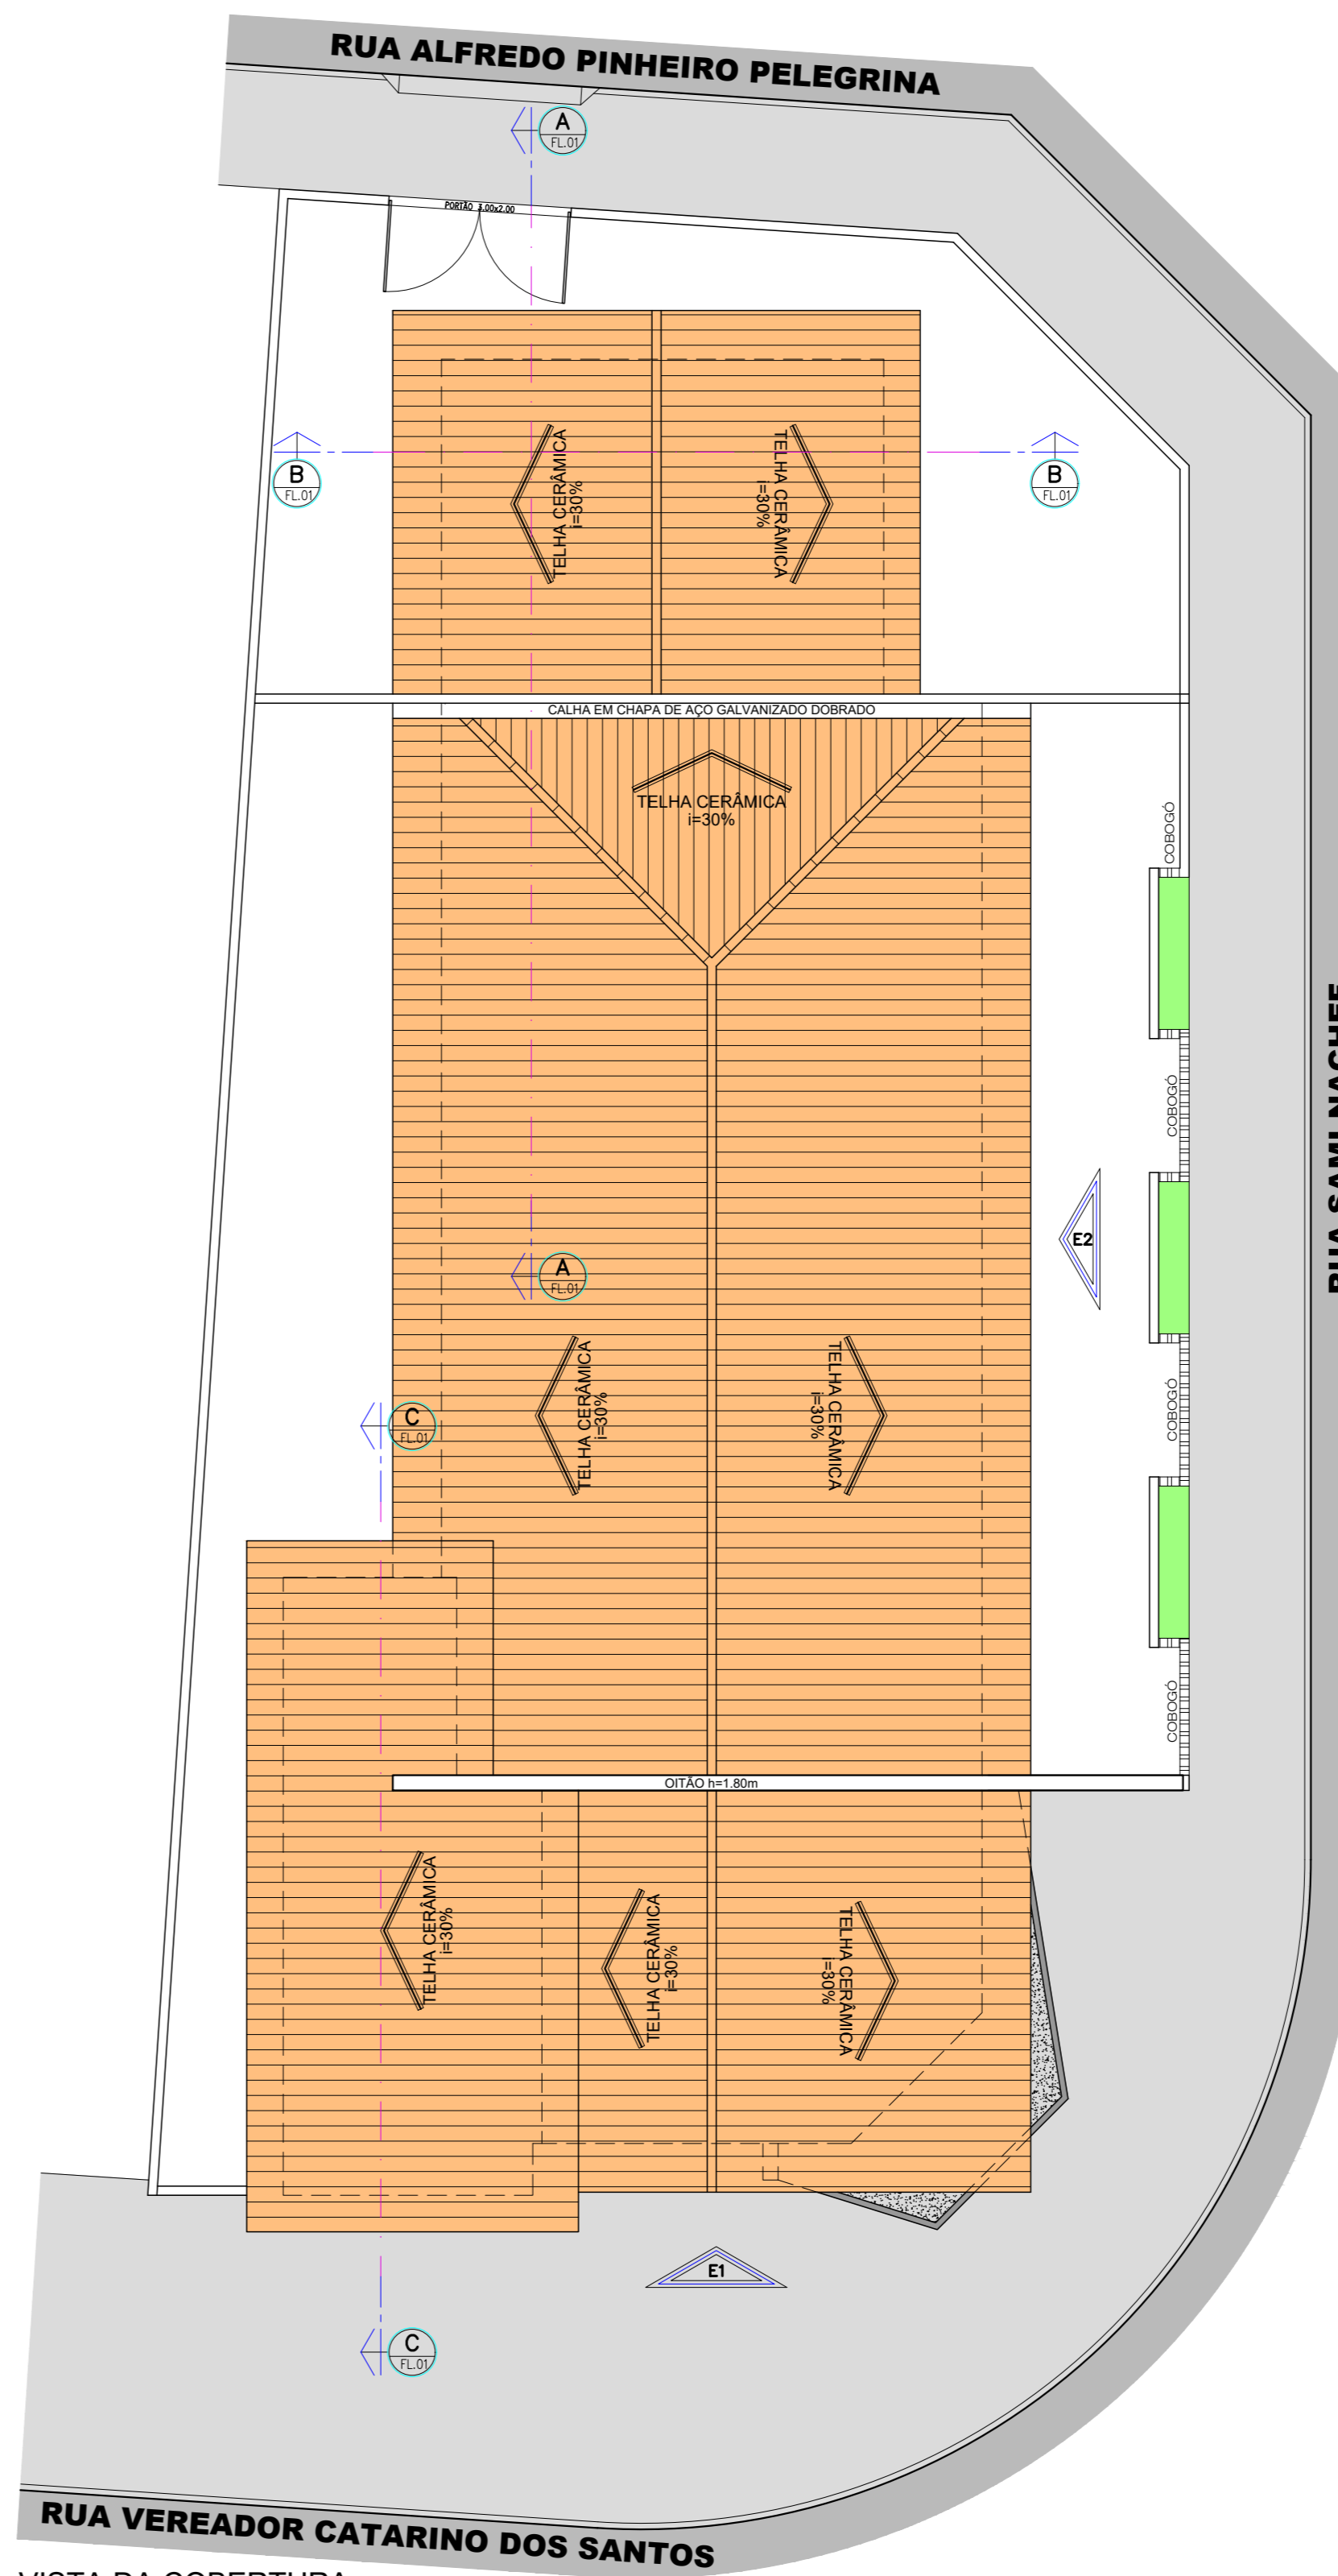 RUA ALFREDO PINHEIRO PELEGRINA
A
FL.01
PORTÃO 3.00x2.00
B
FL.01
TELHA CERÂMICA
i=30%
TELHA CERÂMICA
i=30%
B
FL.01
CALHA EM CHAPA DE AÇO GALVANIZADO DOBRADO
TELHA CERÂMICA
i=30%
COBOGÓ
COBOGÓ
E2
A
FL.01
TELHA CERÂMICA
i=30%
TELHA CERÂMICA
i=30%
COBOGÓ
C
FL.01
COBOGÓ
OITÃO h=1.80m
TELHA CERÂMICA
i=30%
TELHA CERÂMICA
i=30%
TELHA CERÂMICA
i=30%
E1
C
FL.01
RUA VEREADOR CATARINO DOS SANTOS
VISTA DA COBERTURA